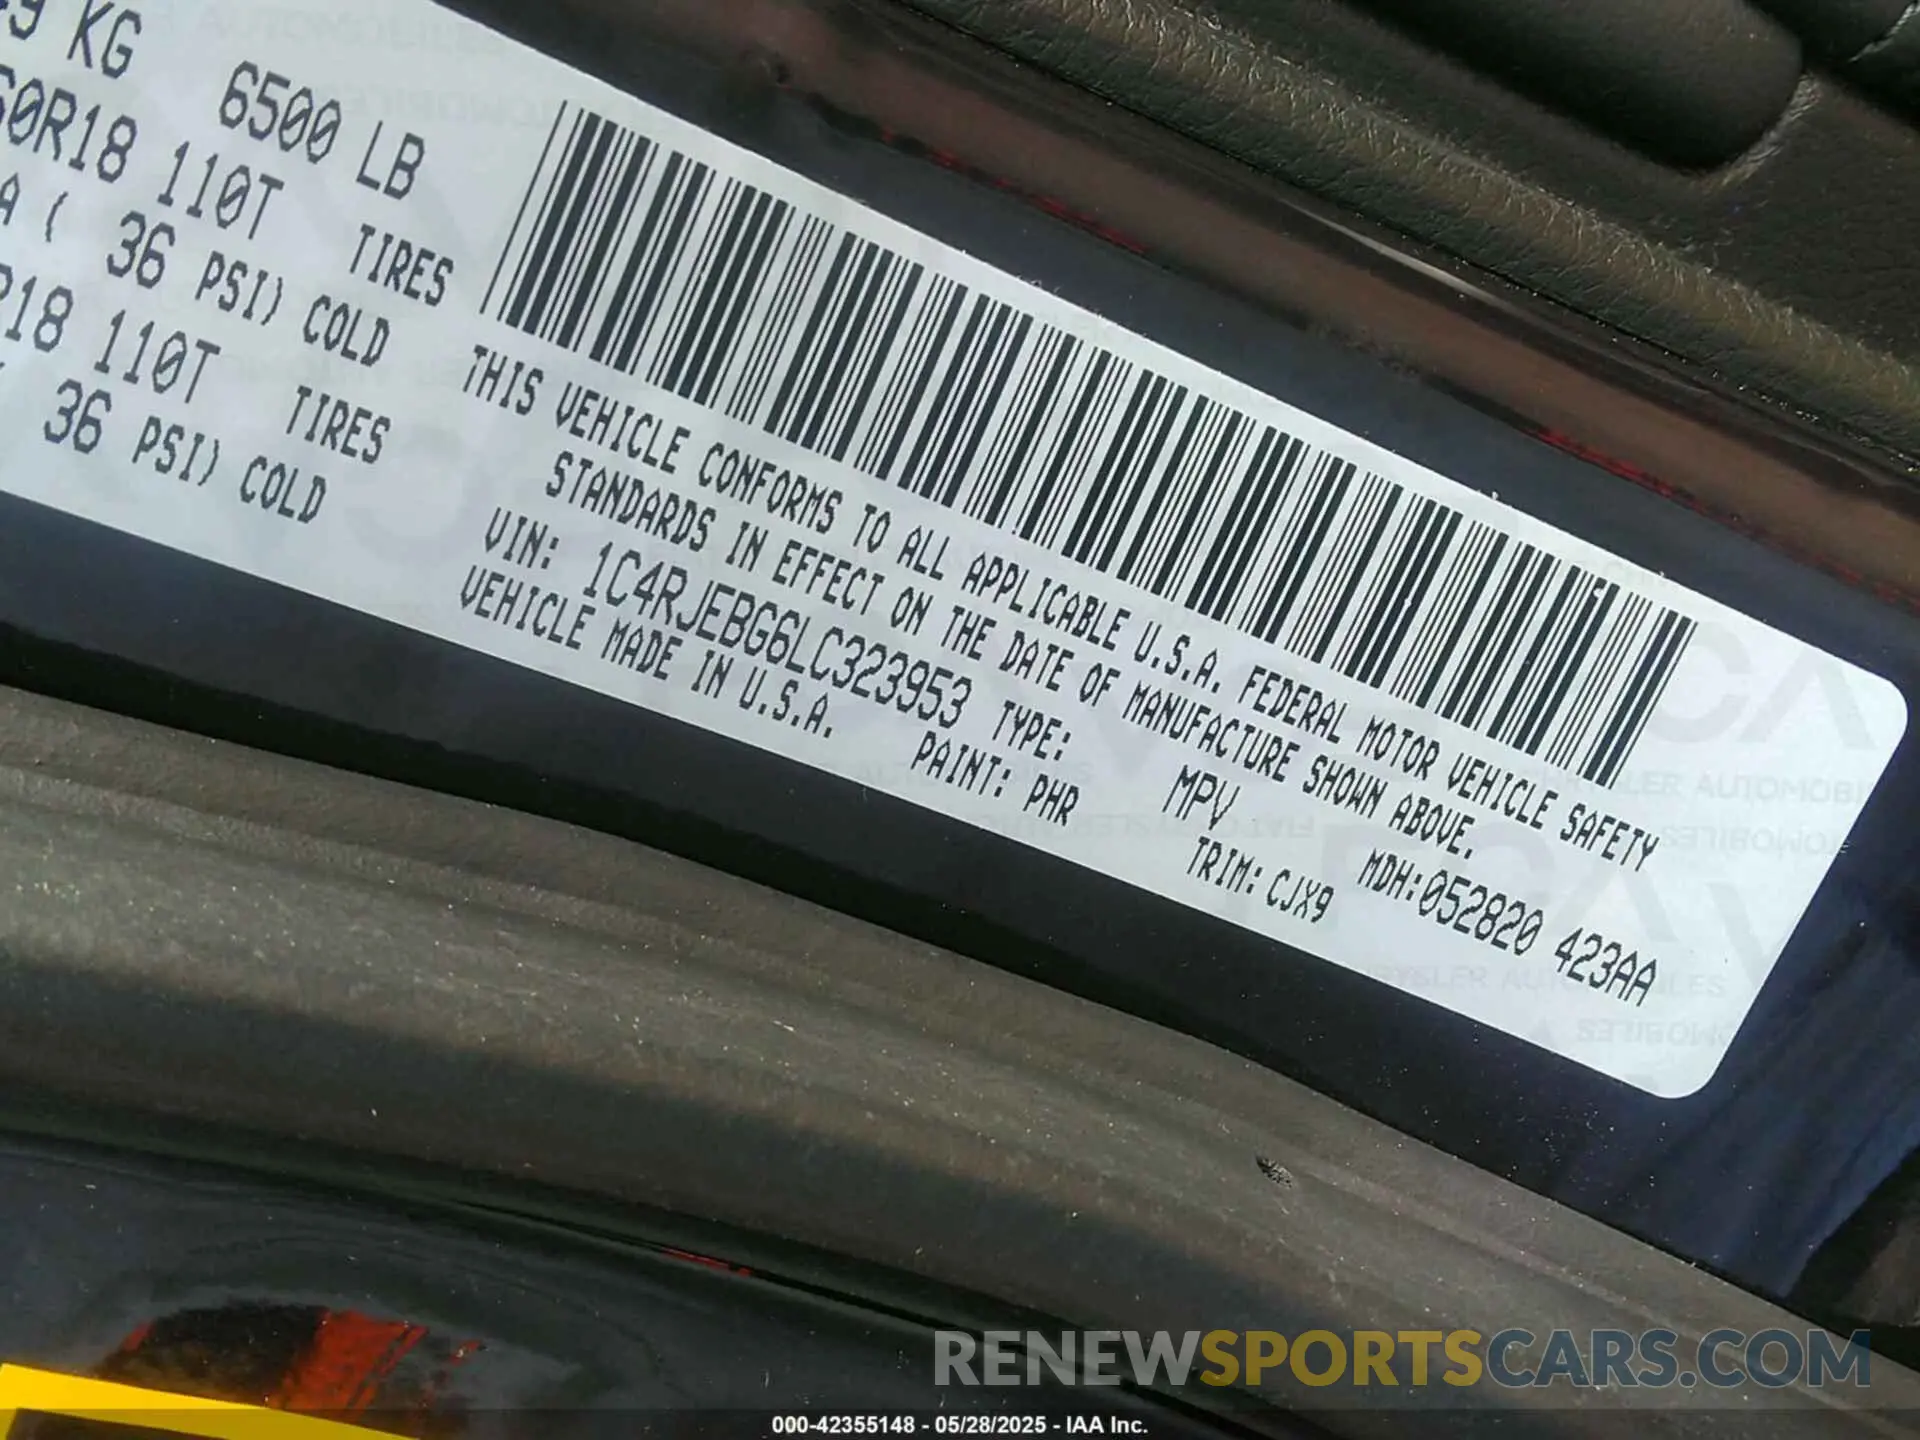 KG 6500 LB
60R18 110T TIRES
A ( 36 PSI) COLD
R18 110T TIRES
36 PSI) COLD
THIS VEHICLE CONFORMS TO ALL APPLICABLE U.S.A. FEDERAL MOTOR VEHICLE SAFETY
STANDARDS IN EFFECT ON THE DATE OF MANUFACTURE SHOWN ABOVE.
VIN: 1C4RJEBG6LC323953 TYPE: MPV MDH:052820 423AA
VEHICLE MADE IN U.S.A. PAINT: PHR TRIM: CJX9
RENEWSPORTSCARS.COM
000-42355148 - 05/28/2025 - IAA Inc.